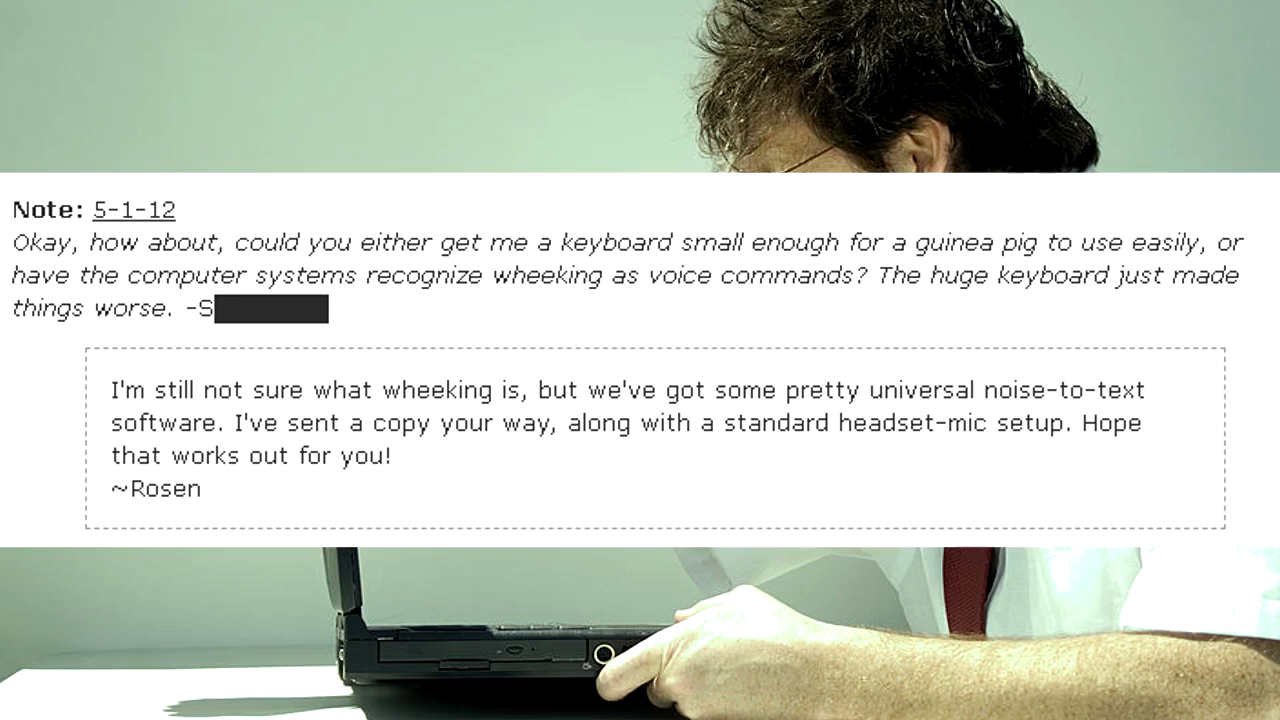 Note: 5-1-12
Okay, how about, could you either get me a keyboard small enough for a guinea pig to use easily, or
have the computer systems recognize wheeking as voice commands? The huge keyboard just made
things worse. -S
I'm still not sure what wheeking is, but we've got some pretty universal noise-to-text
software. I've sent a copy your way, along with a standard headset-mic setup. Hope
that works out for you!
~Rosen